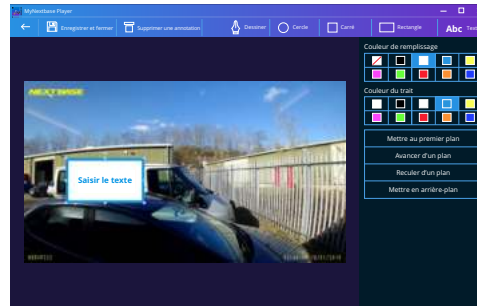 MyNextbase Player
Enregistrer et fermer
Supprimer une annotation
Dessiner
Cercle
Carré
Rectangle
Abc Text
Couleur de remplissage
NEXTBASE
Couleur du trait
Mettre au premier plan
Avancer d'un plan
Reculer d'un plan
Mettre en arrière-plan
Saisir le texte